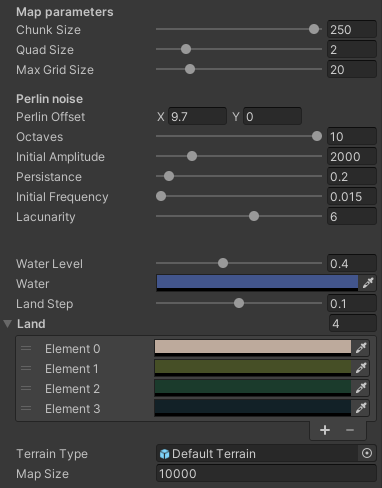 Map parameters
Chunk Size 250
Quad Size 2
Max Grid Size 20
Perlin noise
Perlin Offset X 9.7 Y 0
Octaves 10
Initial Amplitude 2000
Persistance 0.2
Initial Frequency 0.015
Lacunarity 6
Water Level 0.4
Water
Land Step 0.1
Land 4
Element 0
Element 1
Element 2
Element 3
+ −
Terrain Type Default Terrain
Map Size 10000